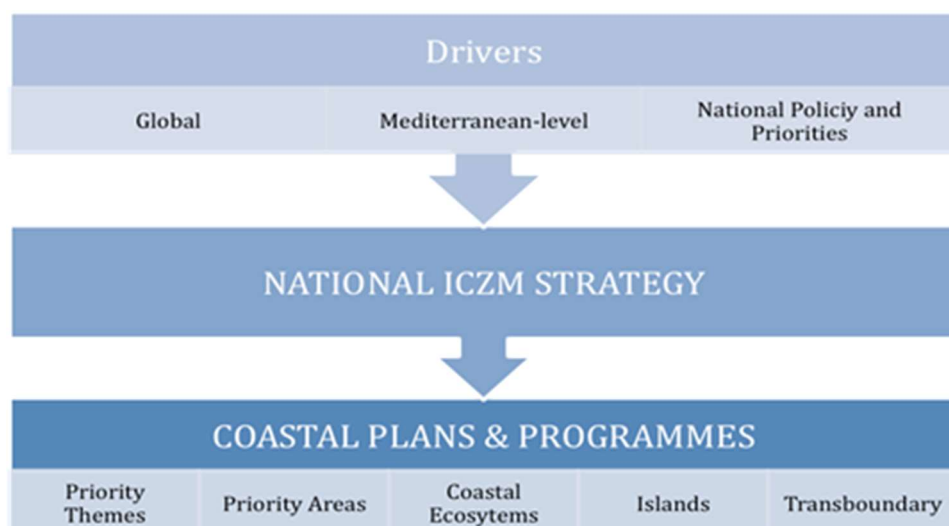 Drivers
Global
Mediterranean-level
National Policiy and
Priorities
NATIONAL ICZM STRATEGY
COASTAL PLANS & PROGRAMMES
Priority
Themes
Priority Areas
Coastal
Ecosytems
Islands
Transboundary